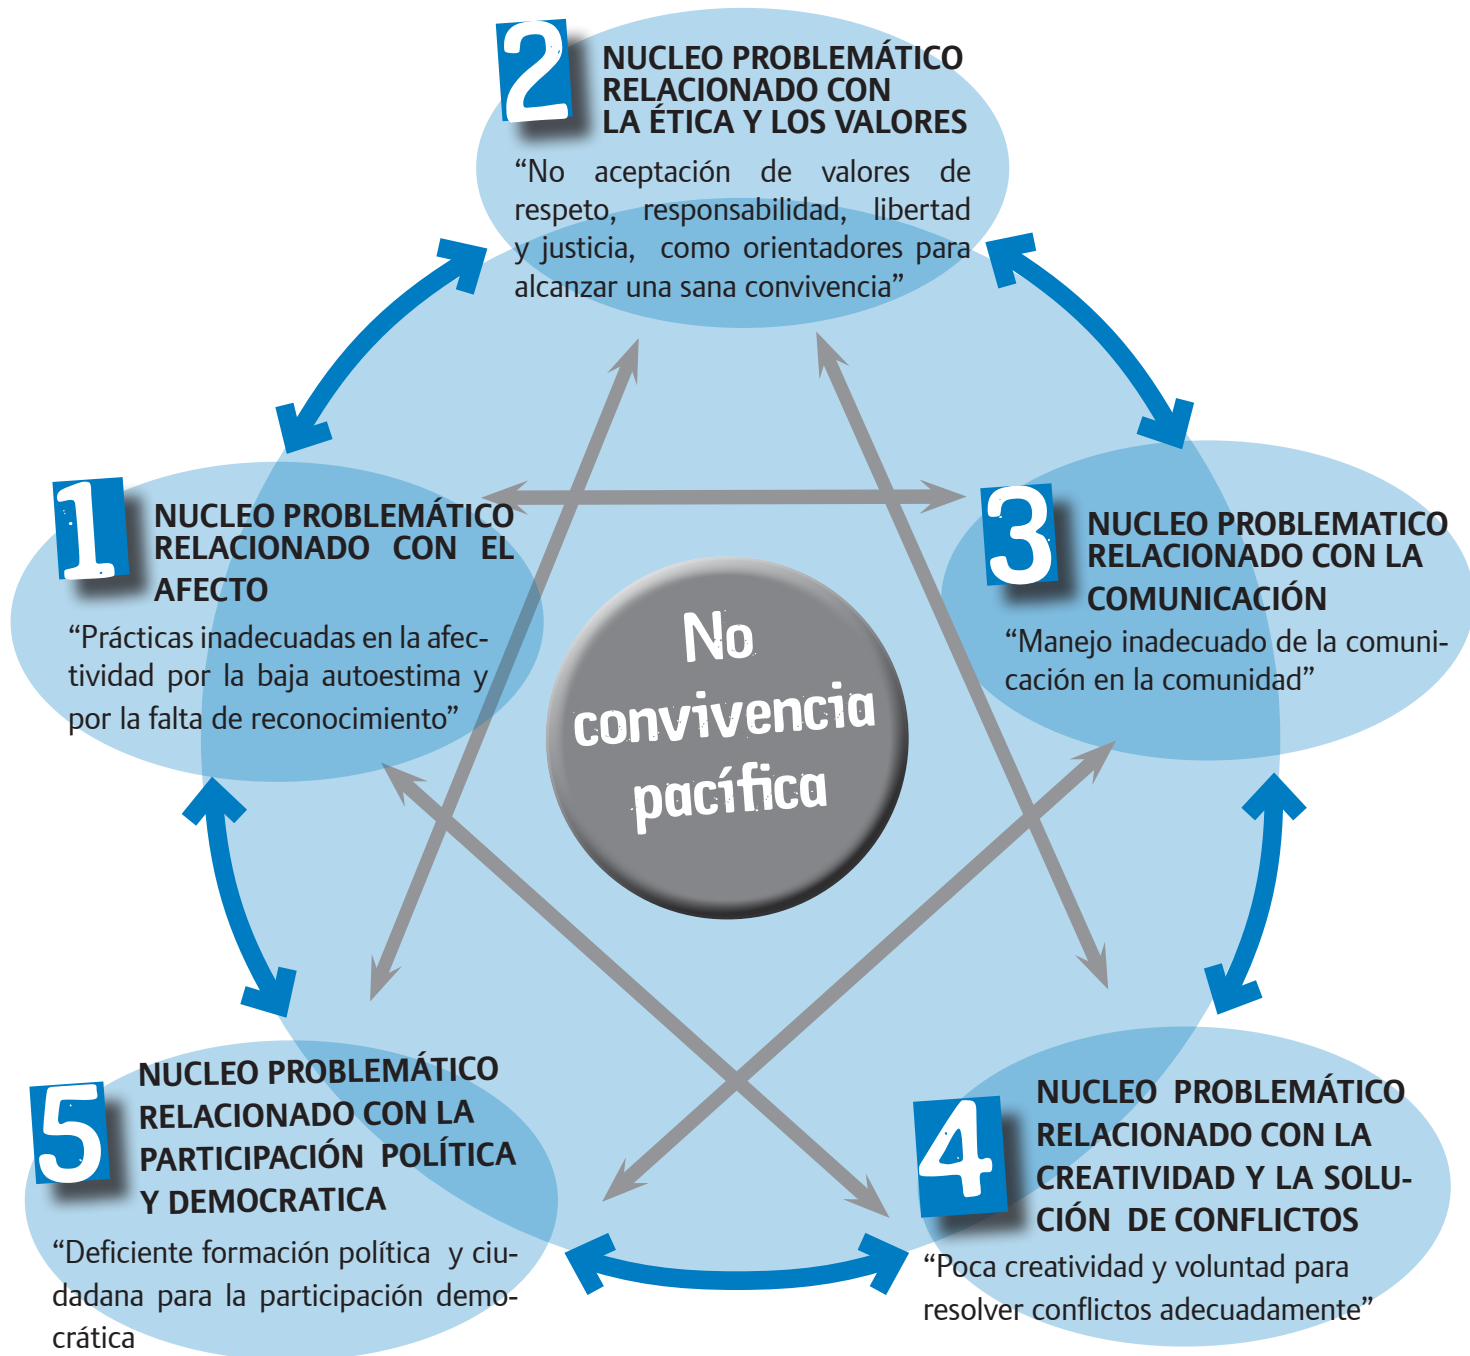 2
NUCLEO PROBLEMÁTICO
RELACIONADO CON
LA ÉTICA Y LOS VALORES
“No aceptación de valores de
respeto, responsabilidad, libertad
y justicia, como orientadores para
alcanzar una sana convivencia”
1
NUCLEO PROBLEMÁTICO
RELACIONADO CON EL
AFECTO
“Prácticas inadecuadas en la afec-
tividad por la baja autoestima y
por la falta de reconocimiento”
3
NUCLEO PROBLEMATICO
RELACIONADO CON LA
COMUNICACIÓN
“Manejo inadecuado de la comuni-
cación en la comunidad”
No
convivencia
pacífica
5
NUCLEO PROBLEMÁTICO
RELACIONADO CON LA
PARTICIPACIÓN POLÍTICA
Y DEMOCRATICA
“Deficiente formación política y ciu-
dadana para la participación demo-
crática
4
NUCLEO PROBLEMÁTICO
RELACIONADO CON LA
CREATIVIDAD Y LA SOLU-
CIÓN DE CONFLICTOS
“Poca creatividad y voluntad para
resolver conflictos adecuadamente”